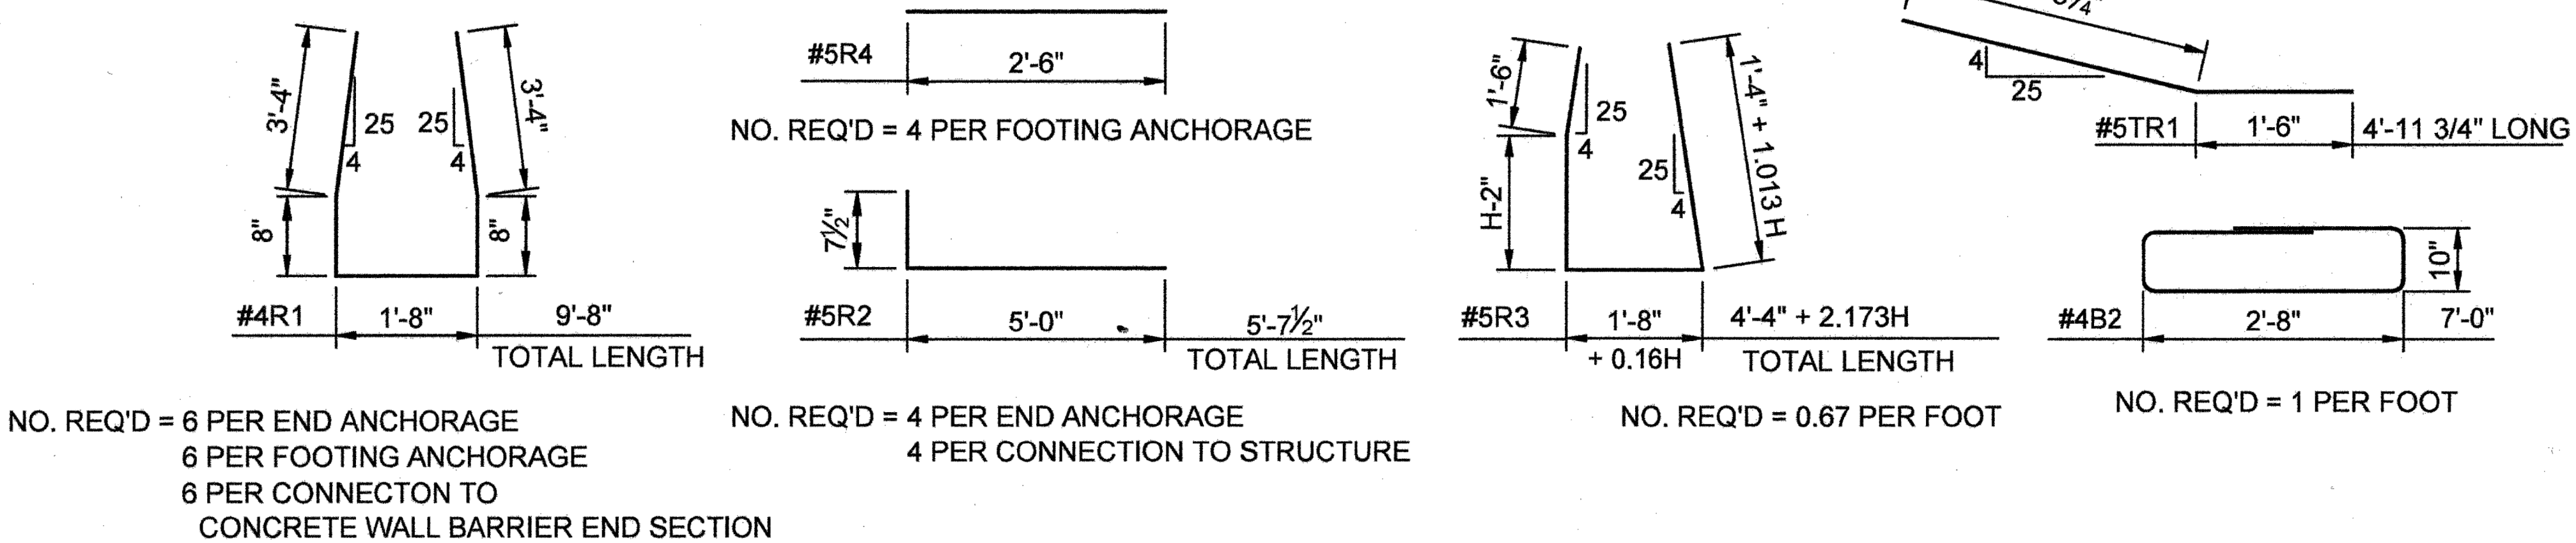 3'-4"
25
4
25
4
3'-4"
8"
8"
#4R1
1'-8"
9'-8"
TOTAL LENGTH
NO. REQ'D = 6 PER END ANCHORAGE
6 PER FOOTING ANCHORAGE
6 PER CONNECTON TO
CONCRETE WALL BARRIER END SECTION
#5R4
2'-6"
NO. REQ'D = 4 PER FOOTING ANCHORAGE
7½"
#5R2
5'-0"
5'-7½"
TOTAL LENGTH
NO. REQ'D = 4 PER END ANCHORAGE
4 PER CONNECTION TO STRUCTURE
1'-6"
25
4
H-2"
25
4
1'-4" + 1.013 H
#5R3
1'-8"
+ 0.16H
4'-4" + 2.173H
TOTAL LENGTH
NO. REQ'D = 0.67 PER FOOT
4
25
#5TR1
1'-6"
4'-11 3/4" LONG
10"
#4B2
2'-8"
7'-0"
NO. REQ'D = 1 PER FOOT